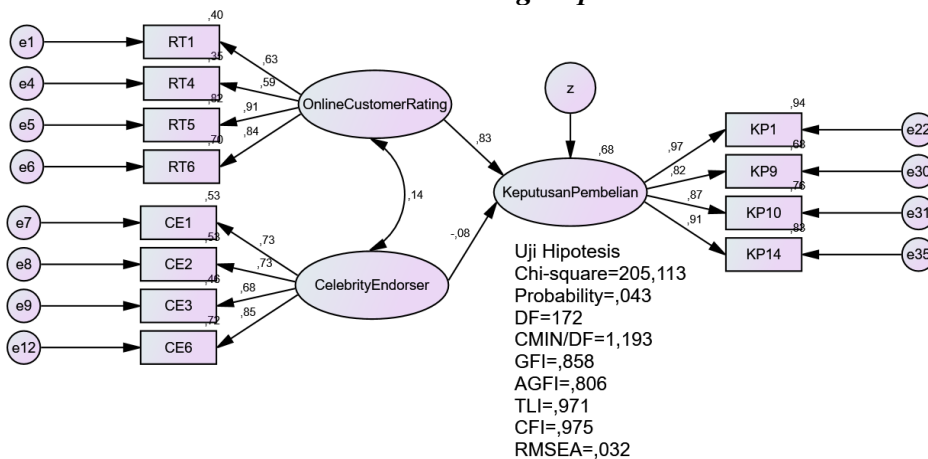 ,40
e1
RT1
,63
,35
e4
RT4
,59
,82
e5
RT5
,91
,70
e6
RT6
,84
OnlineCustomerRating
,83
,14
,53
e7
CE1
,73
,53
e8
CE2
,73
,46
e9
CE3
,68
,72
e12
CE6
,85
CelebrityEndorser
-,08
z
,68
KeputusanPembelian
,94
,97
KP1
e22
,68
,82
KP9
e30
,76
,87
KP10
e31
,83
,91
KP14
e35
Uji Hipotesis
Chi-square=205,113
Probability=,043
DF=172
CMIN/DF=1,193
GFI=,858
AGFI=,806
TLI=,971
CFI=,975
RMSEA=,032